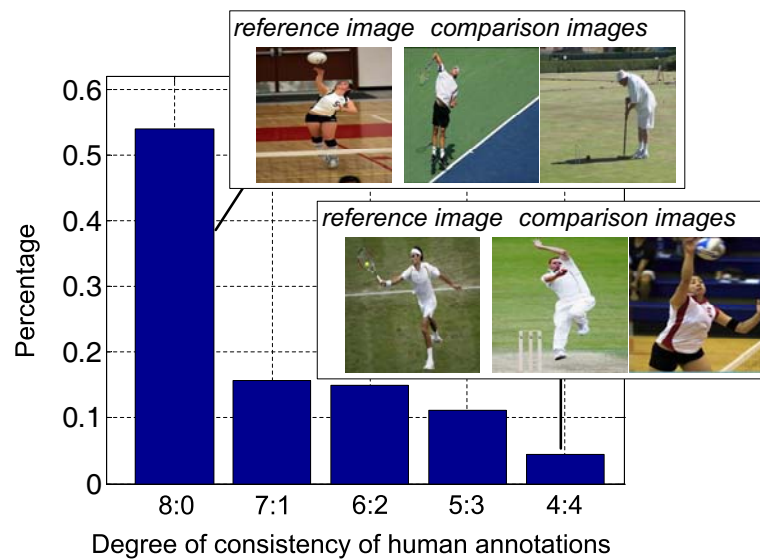 reference image comparison images
reference image comparison images
0.6
0.5
0.4
0.3
0.2
0.1
0
Percentage
8:0 7:1 6:2 5:3 4:4
Degree of consistency of human annotations